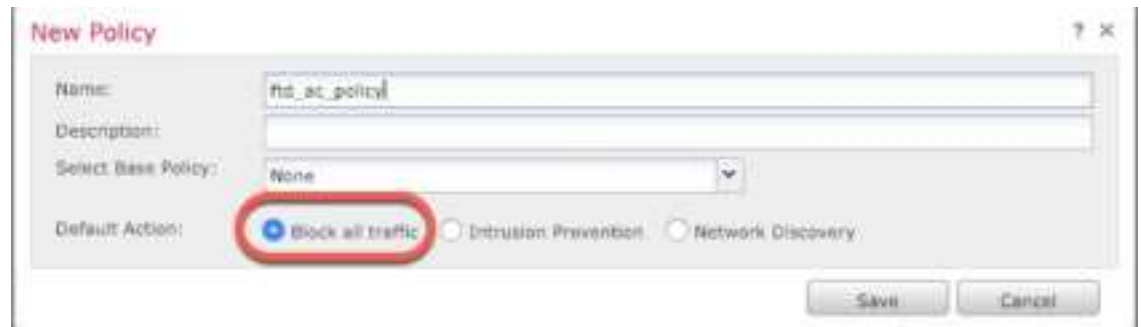 New Policy ? ×
Name: ftd_ac_policy
Description:
Select Base Policy: None
Default Action: Block all traffic Intrusion Prevention Network Discovery
Save Cancel